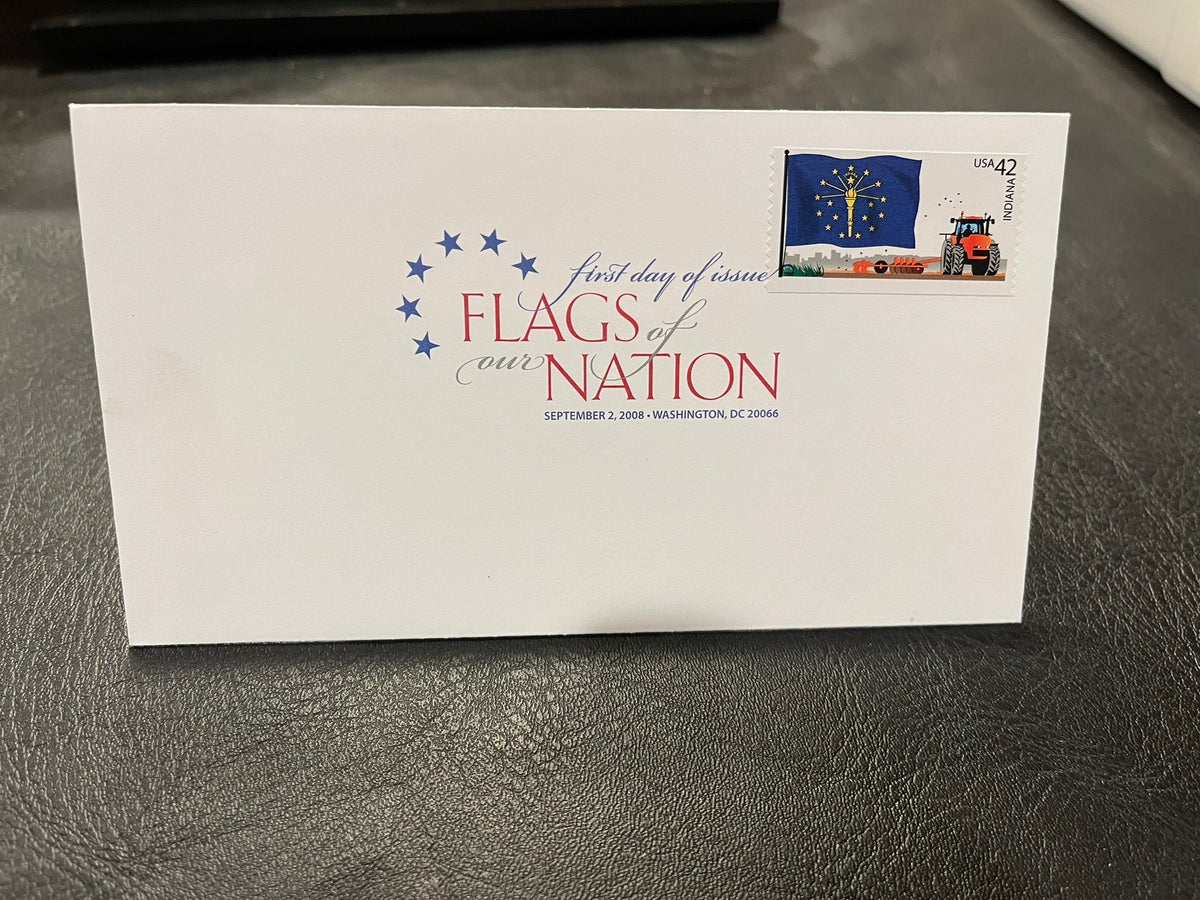 USA 42
INDIANA
first day of issue
FLAGS of
our NATION
SEPTEMBER 2, 2008 • WASHINGTON, DC 20066